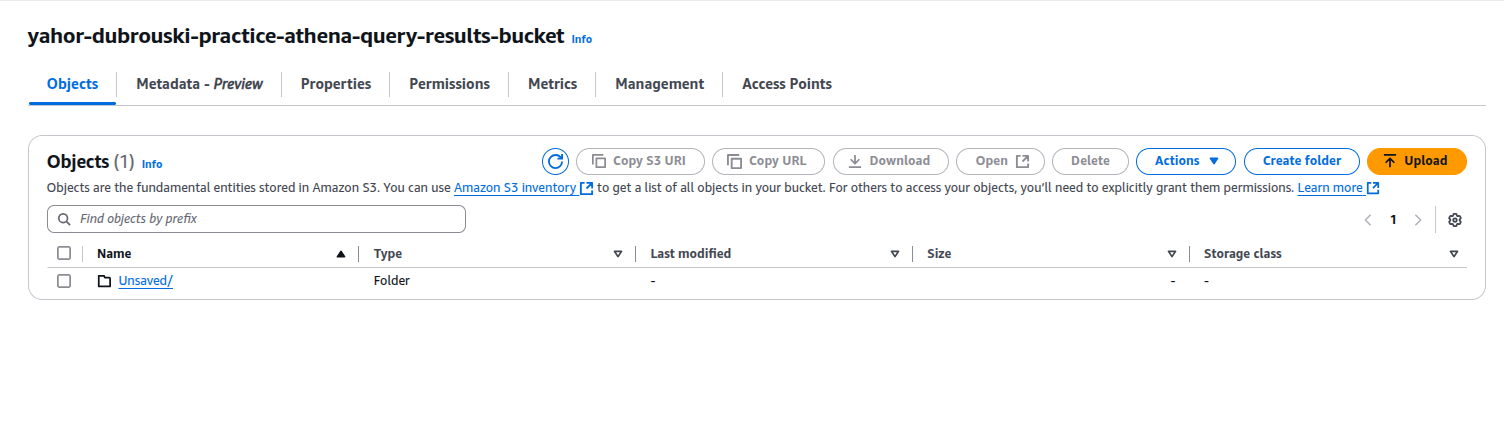 yahor-dubrouski-practice-athena-query-results-bucket Info
Objects Metadata - Preview Properties Permissions Metrics Management Access Points
Objects (1) Info Copy S3 URI Copy URL Download Open Delete Actions Create folder Upload
Objects are the fundamental entities stored in Amazon S3. You can use Amazon S3 inventory to get a list of all objects in your bucket. For others to access your objects, you'll need to explicitly grant them permissions. Learn more
Find objects by prefix 1
Name Type Last modified Size Storage class
Unsaved/ Folder - - -